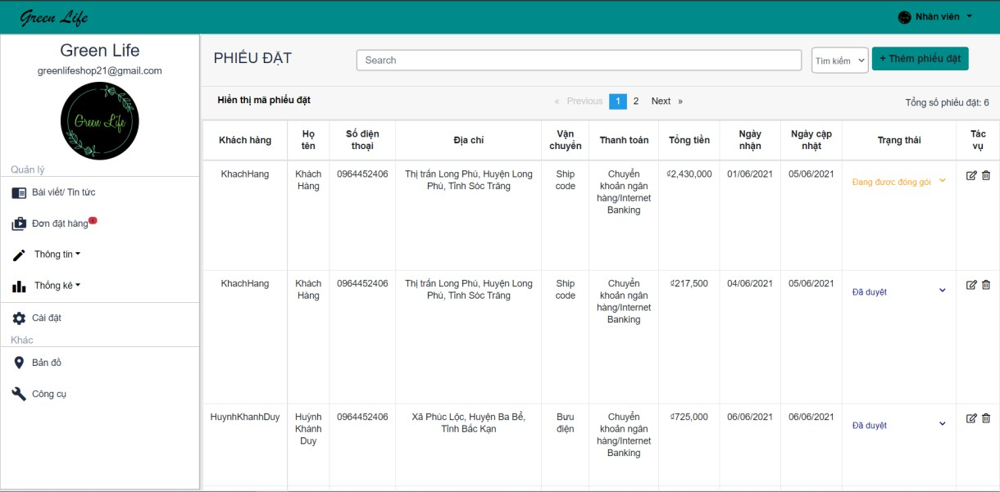 Green Life
Nhân viên
Green Life
greenlifeshop21@gmail.com
Green Life
Quản lý
Bài viết/ Tin tức
Đơn đặt hàng
Thông tin
Thống kê
Cài đặt
Khác
Bản đồ
Công cụ
PHIẾU ĐẶT
Search
Tìm kiếm
+ Thêm phiếu đặt
Hiển thị mã phiếu đặt
« Previous 1 2 Next »
Tổng số phiếu đặt: 6
Khách hàng
Họ
tên
Số điện
thoại
Địa chỉ
Vận
chuyển
Thanh toán
Tổng tiền
Ngày
nhận
Ngày cập
nhật
Trạng thái
Tác
vụ
KhachHang
Khách
Hàng
0964452406
Thị trấn Long Phú, Huyện Long
Phú, Tỉnh Sóc Trăng
Ship
code
Chuyển
khoản ngân
hàng/Internet
Banking
₫2,430,000
01/06/2021
05/06/2021
Đang được đóng gói
KhachHang
Khách
Hàng
0964452406
Thị trấn Long Phú, Huyện Long
Phú, Tỉnh Sóc Trăng
Ship
code
Chuyển
khoản ngân
hàng/Internet
Banking
₫217,500
04/06/2021
05/06/2021
Đã duyệt
HuynhKhanhDuy
Huỳnh
Khánh
Duy
0964452406
Xã Phúc Lộc, Huyện Ba Bể,
Tỉnh Bắc Kạn
Bưu
điện
Chuyển
khoản ngân
hàng/Internet
Banking
₫725,000
06/06/2021
06/06/2021
Đã duyệt